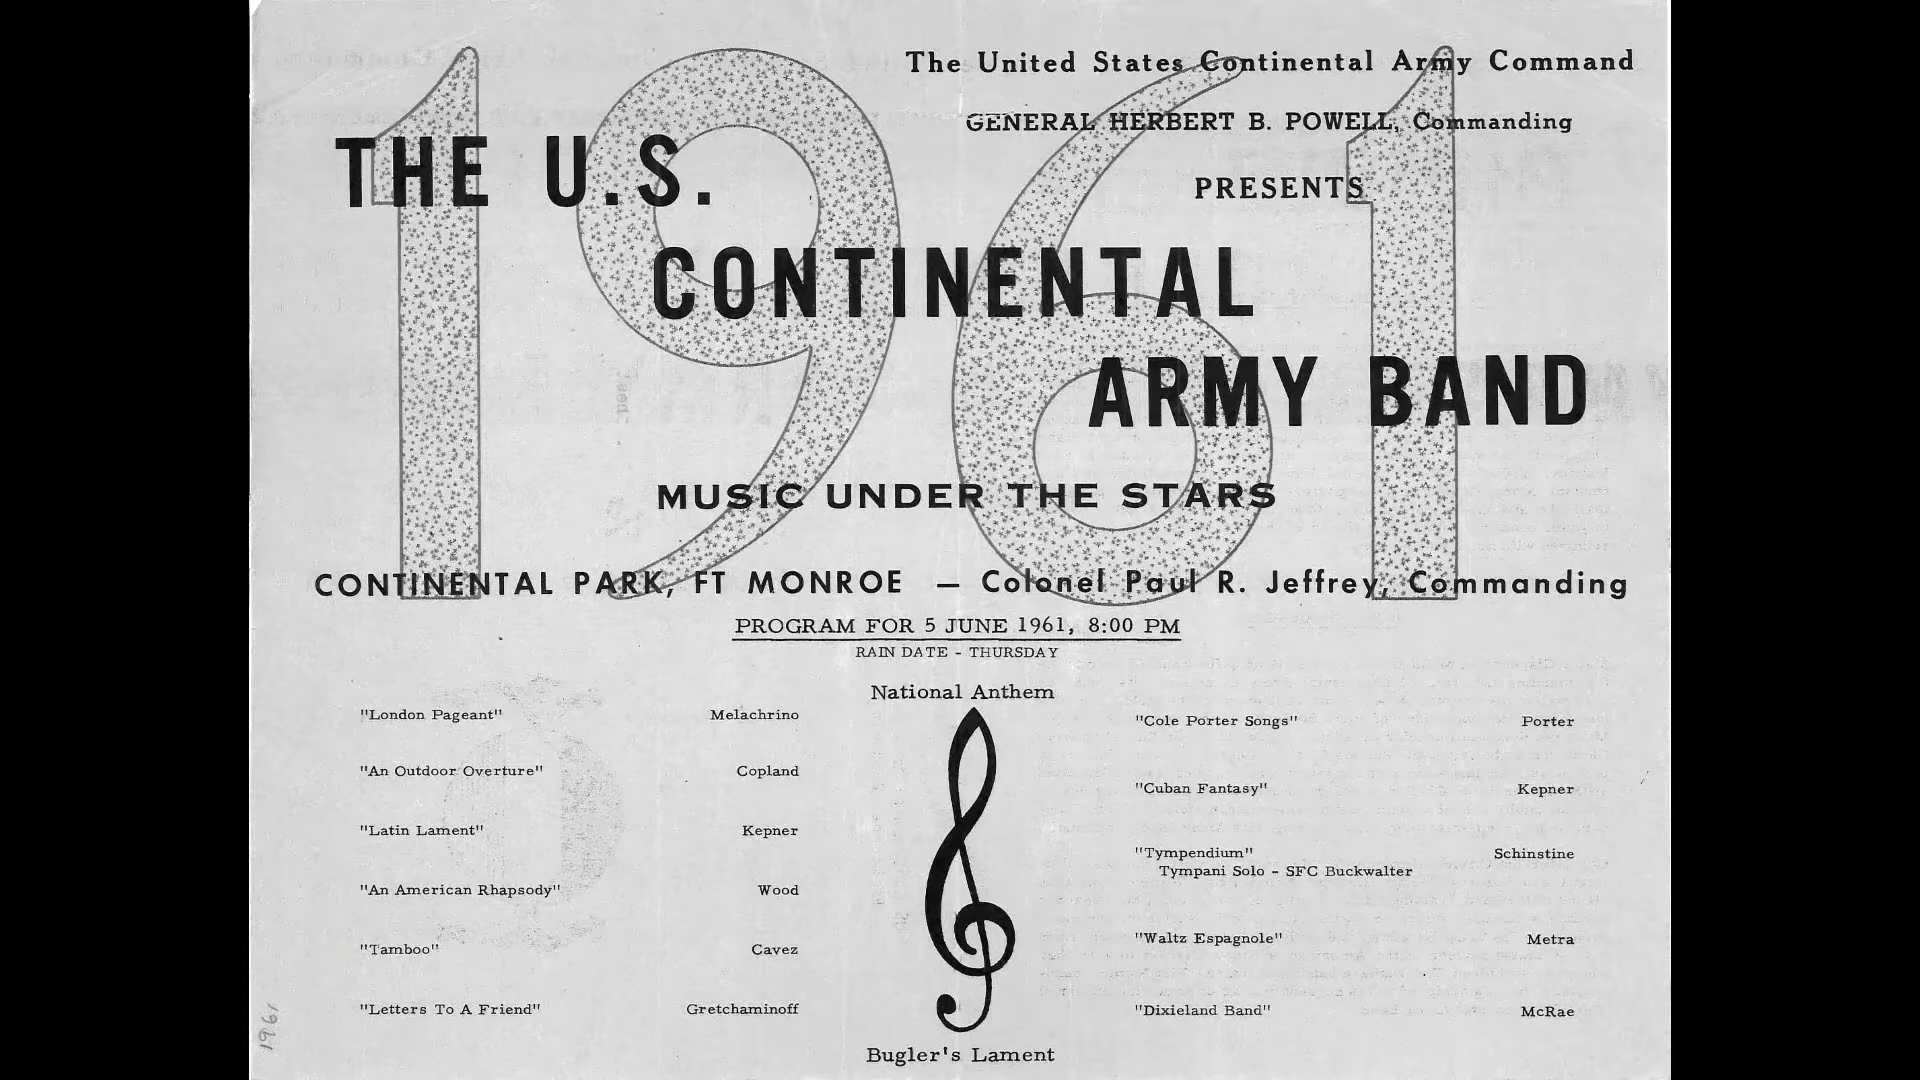 1961
The United States Continental Army Command
GENERAL HERBERT B. POWELL, Commanding
PRESENTS
THE U.S.
CONTINENTAL
ARMY BAND
MUSIC UNDER THE STARS
CONTINENTAL PARK, FT MONROE — Colonel Paul R. Jeffrey, Commanding
PROGRAM FOR 5 JUNE 1961, 8:00 PM
RAIN DATE - THURSDAY
National Anthem
"London Pageant" Melachrino
"An Outdoor Overture" Copland
"Latin Lament" Kepner
"An American Rhapsody" Wood
"Tamboo" Cavez
"Letters To A Friend" Gretchaminoff
"Cole Porter Songs" Porter
"Cuban Fantasy" Kepner
"Tympendium" Schinstine
Tympani Solo - SFC Buckwalter
"Waltz Espagnole" Metra
"Dixieland Band" McRae
Bugler's Lament
1961